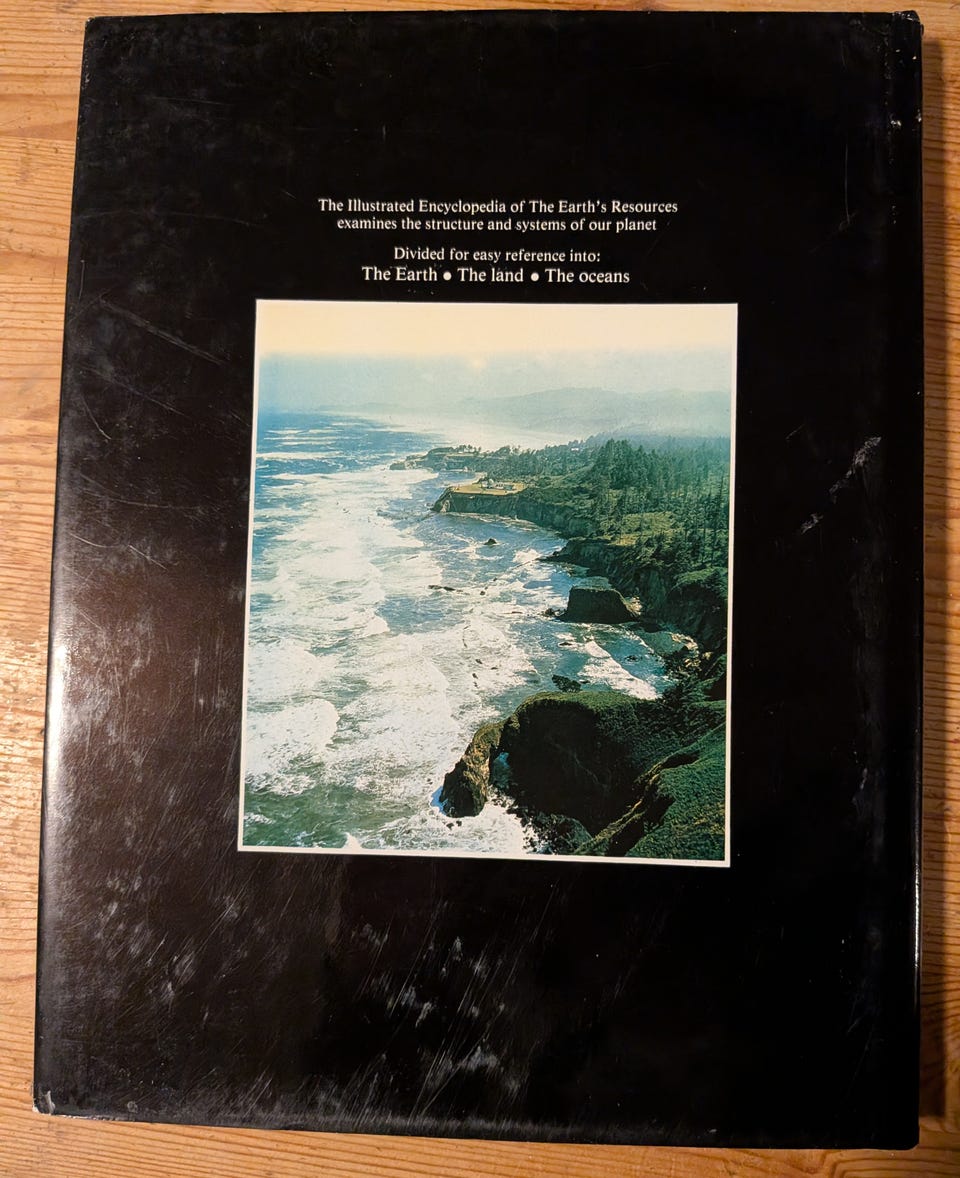 The Illustrated Encyclopedia of The Earth's Resources
examines the structure and systems of our planet
Divided for easy reference into:
The Earth ● The land ● The oceans